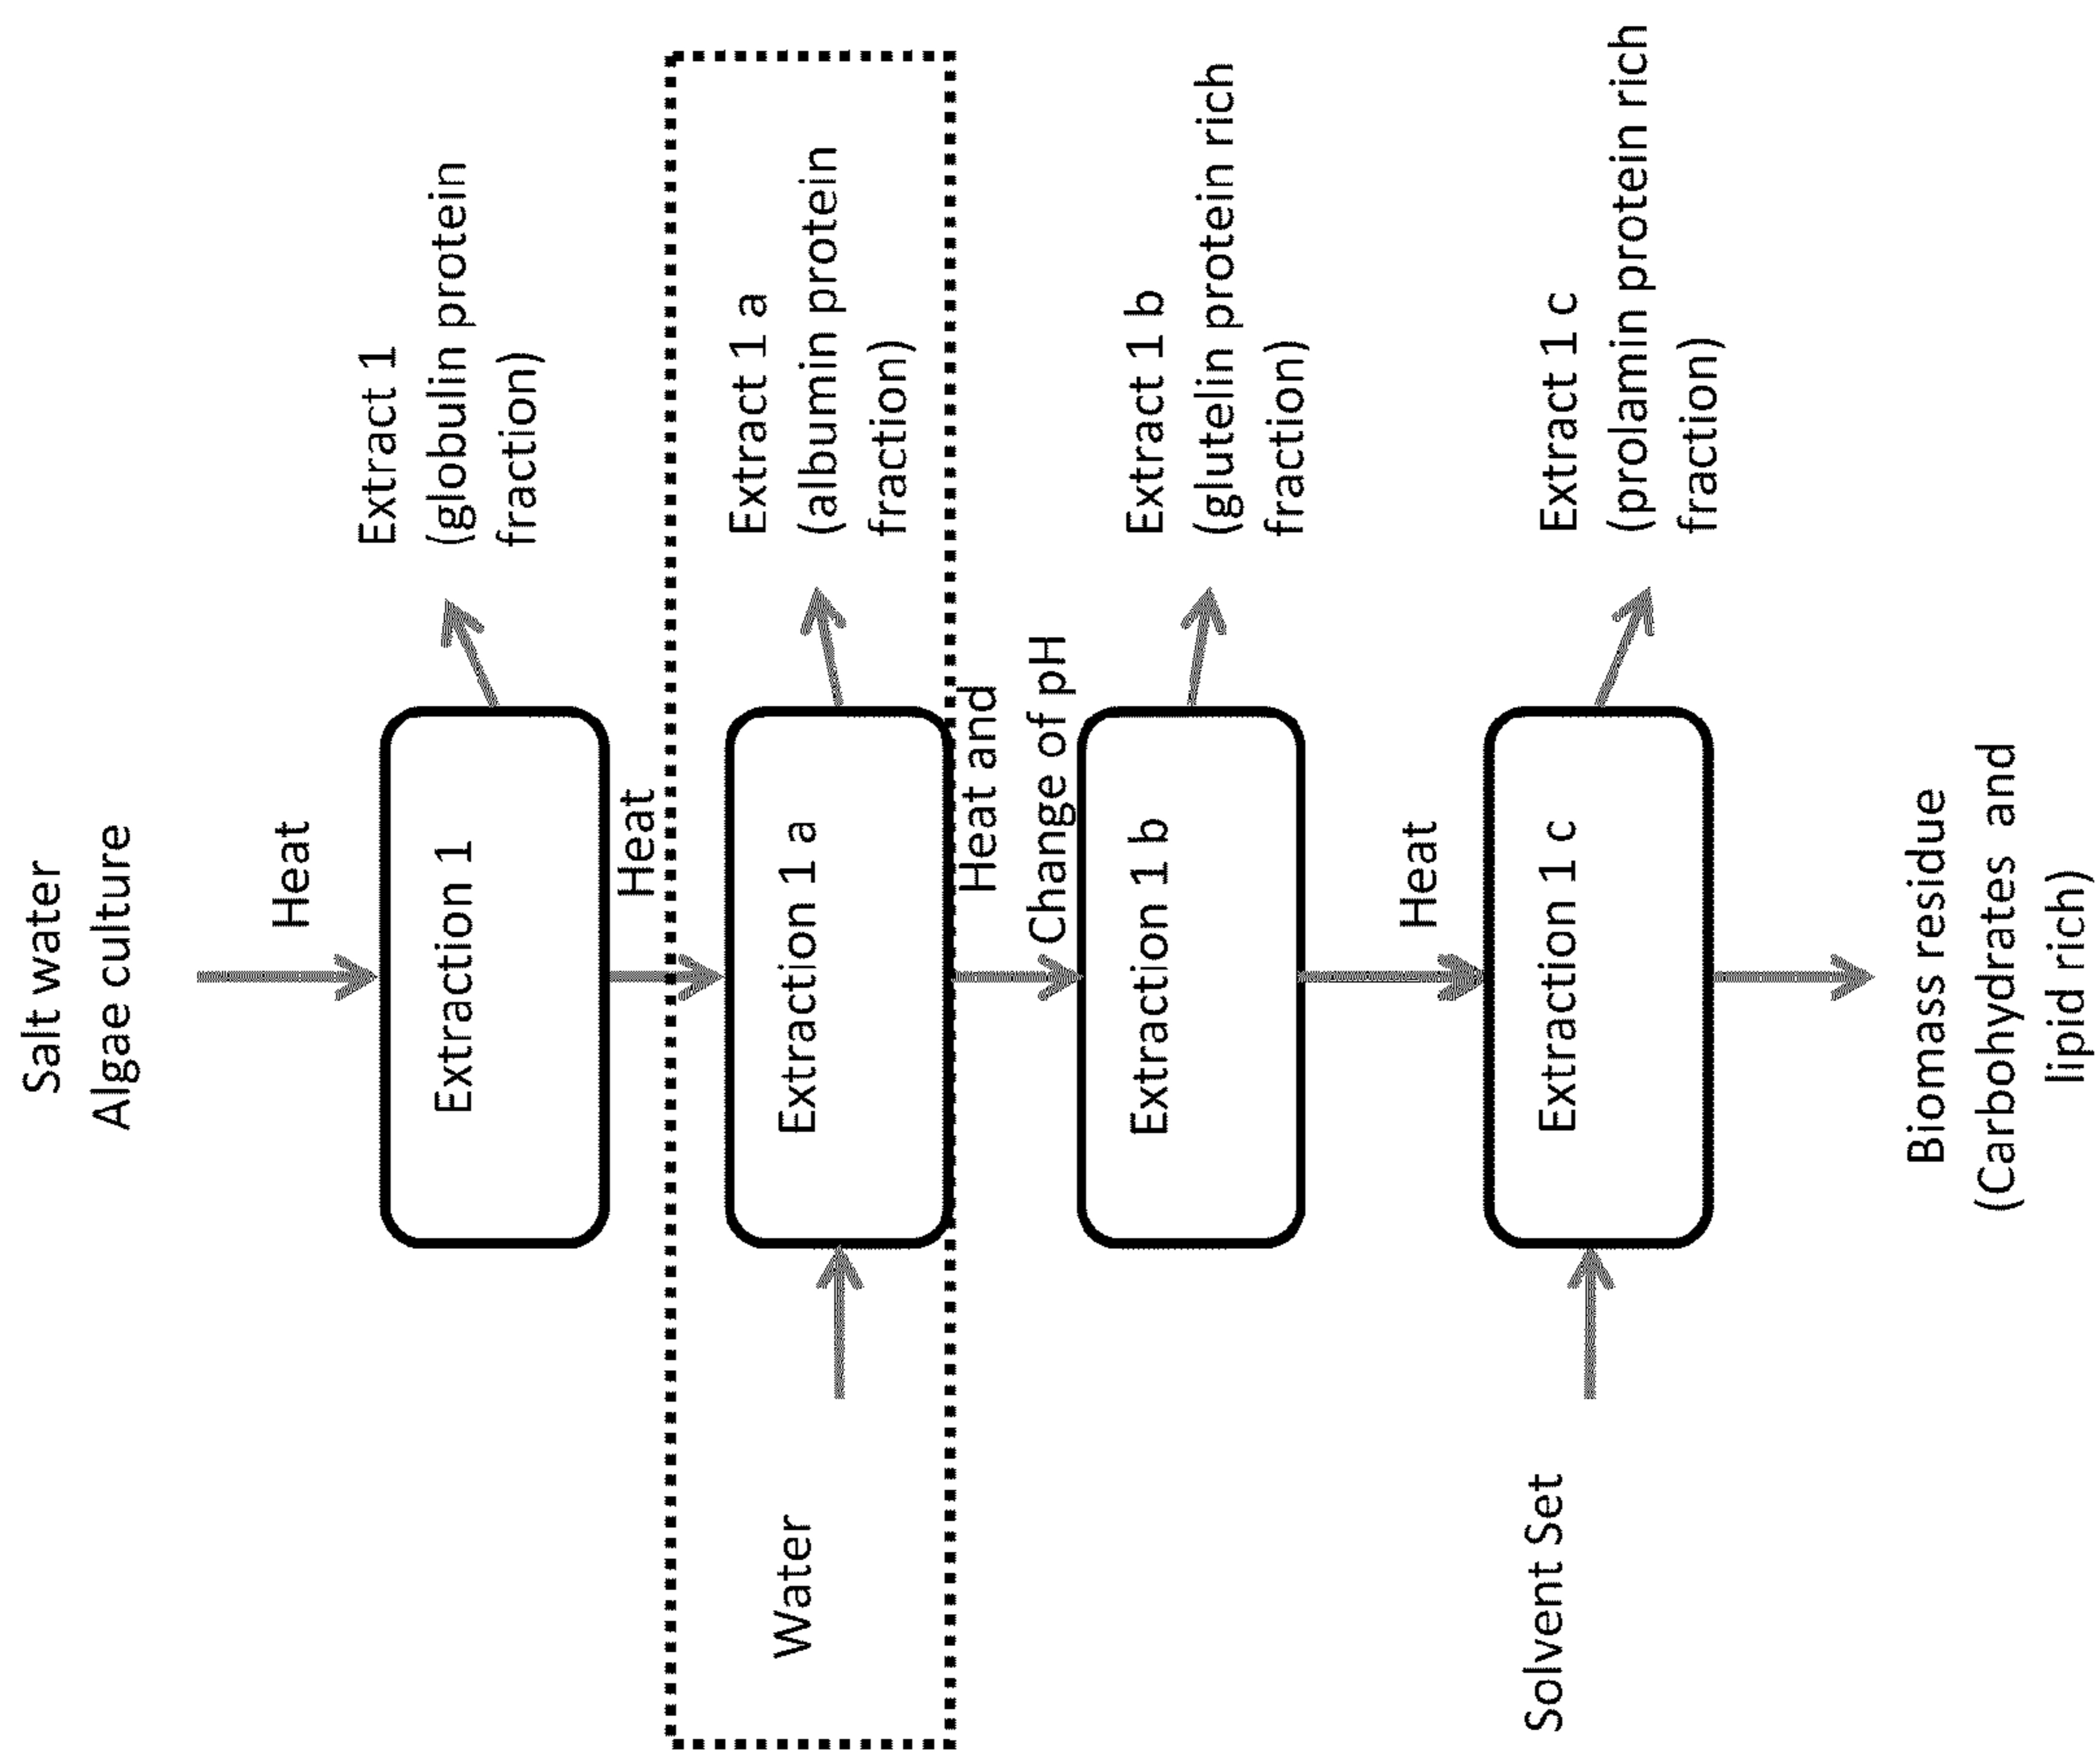 Salt water
Algae culture
Heat
Extraction 1
Extract 1
(globulin protein
fraction)
Heat
Water
Extraction 1 a
Extract 1 a
(albumin protein
fraction)
Heat and
Change of pH
Extraction 1 b
Extract 1 b
(glutelin protein rich
fraction)
Heat
Solvent Set
Extraction 1 c
Extract 1 c
(prolamin protein rich
fraction)
Biomass residue
(Carbohydrates and
lipid rich)